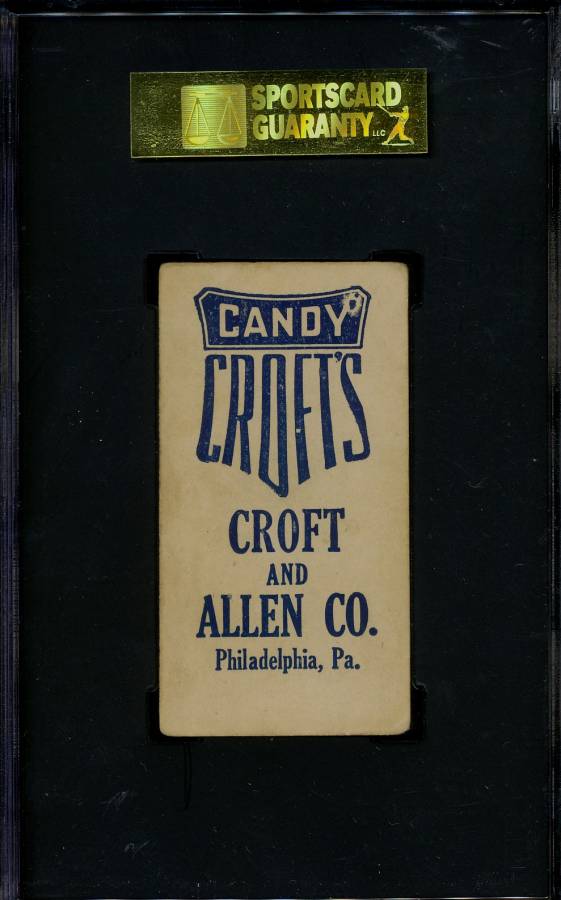 SPORTSCARD
GUARANTY LLC
CANDY
CROFT'S
CROFT
AND
ALLEN CO.
Philadelphia, Pa.